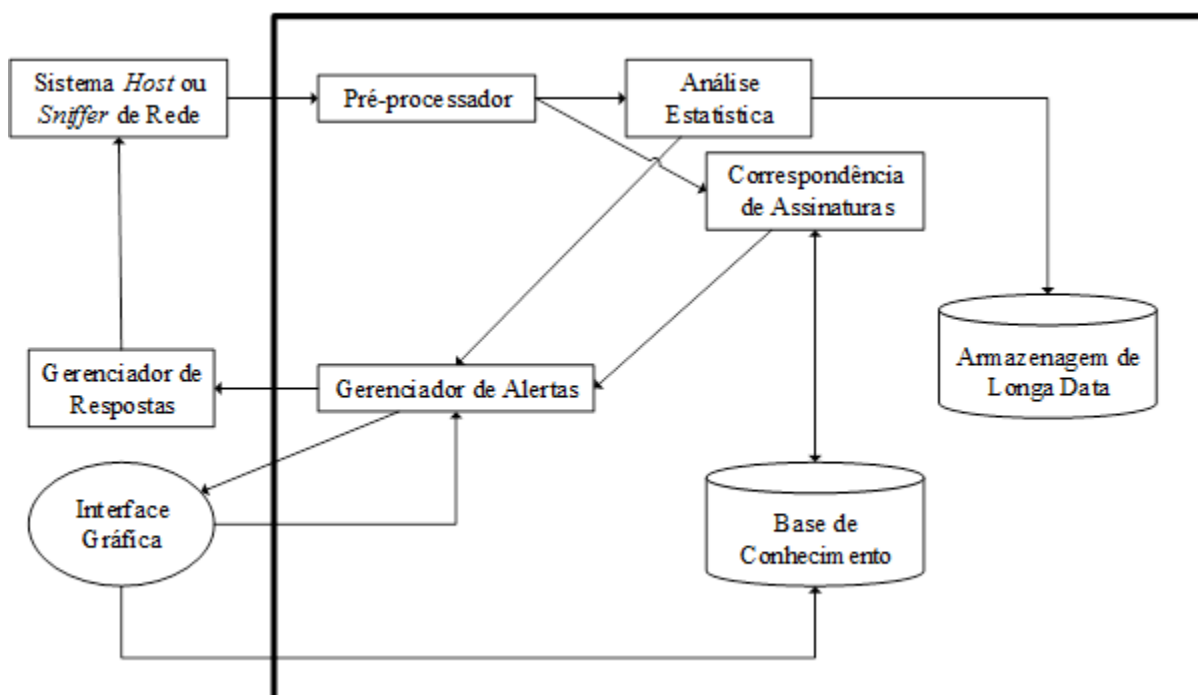 Sistema Host ou
Sniffer de Rede
Pré-processador
Análise
Estatística
Correspondência
de Assinaturas
Armazenagem de
Longa Data
Gerenciador de
Respostas
Gerenciador de Alertas
Interface
Gráfica
Base de
Conhecimento